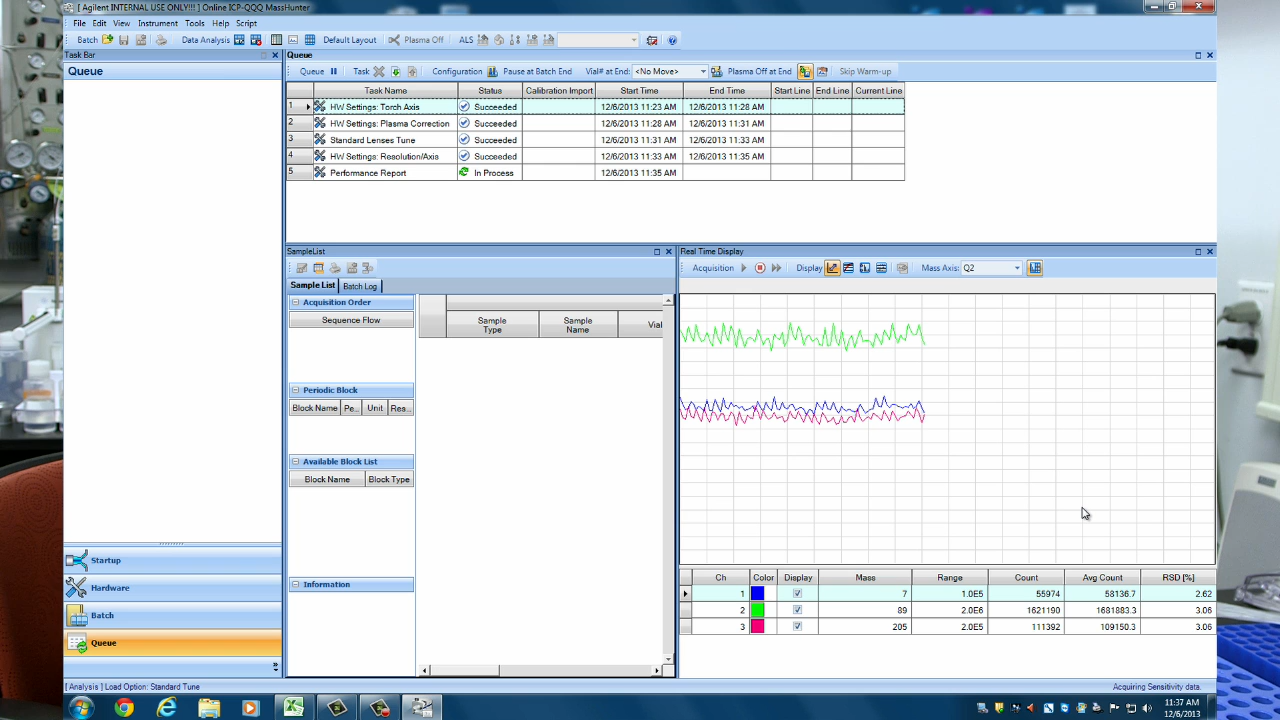 [ Agilent INTERNAL USE ONLY!!! ] Online ICP-QQQ MassHunter
File Edit View Instrument Tools Help Script
Batch Data Analysis Default Layout Plasma Off ALS
Task Bar
Queue
Queue
Queue Task Configuration Pause at Batch End Vial# at End: <No Move> Plasma Off at End Skip Warm-up
Task Name Status Calibration Import Start Time End Time Start Line End Line Current Line
1 HW Settings: Torch Axis Succeeded 12/6/2013 11:23 AM 12/6/2013 11:28 AM
2 HW Settings: Plasma Correction Succeeded 12/6/2013 11:28 AM 12/6/2013 11:31 AM
3 Standard Lenses Tune Succeeded 12/6/2013 11:31 AM 12/6/2013 11:33 AM
4 HW Settings: Resolution/Axis Succeeded 12/6/2013 11:33 AM 12/6/2013 11:35 AM
5 Performance Report In Process 12/6/2013 11:35 AM
SampleList
Sample List Batch Log
Acquisition Order
Sequence Flow
Periodic Block
Block Name Pe... Unit Res...
Available Block List
Block Name Block Type
Information
Sample Type Sample Name Vial
Real Time Display
Acquisition Display Mass Axis: Q2
Ch Color Display Mass Range Count Avg Count RSD [%]
1 7 1.0E5 55974 58136.7 2.62
2 89 2.0E6 1621190 1681883.3 3.06
3 205 2.0E5 111392 109150.3 3.06
Startup
Hardware
Batch
Queue
[ Analysis ] Load Option: Standard Tune
Acquiring Sensitivity data.
11:37 AM
12/6/2013